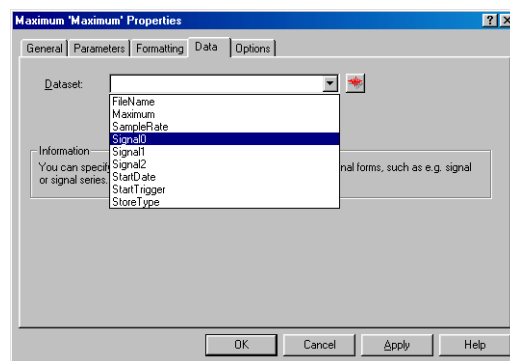 Maximum 'Maximum' Properties
General Parameters Formatting Data Options
Dataset:
FileName
Maximum
SampleRate
Signal0
Signal1
Signal2
StartDate
StartTrigger
StoreType
Information
You can specify nal forms, such as e.g. signal
or signal series.
OK Cancel Apply Help